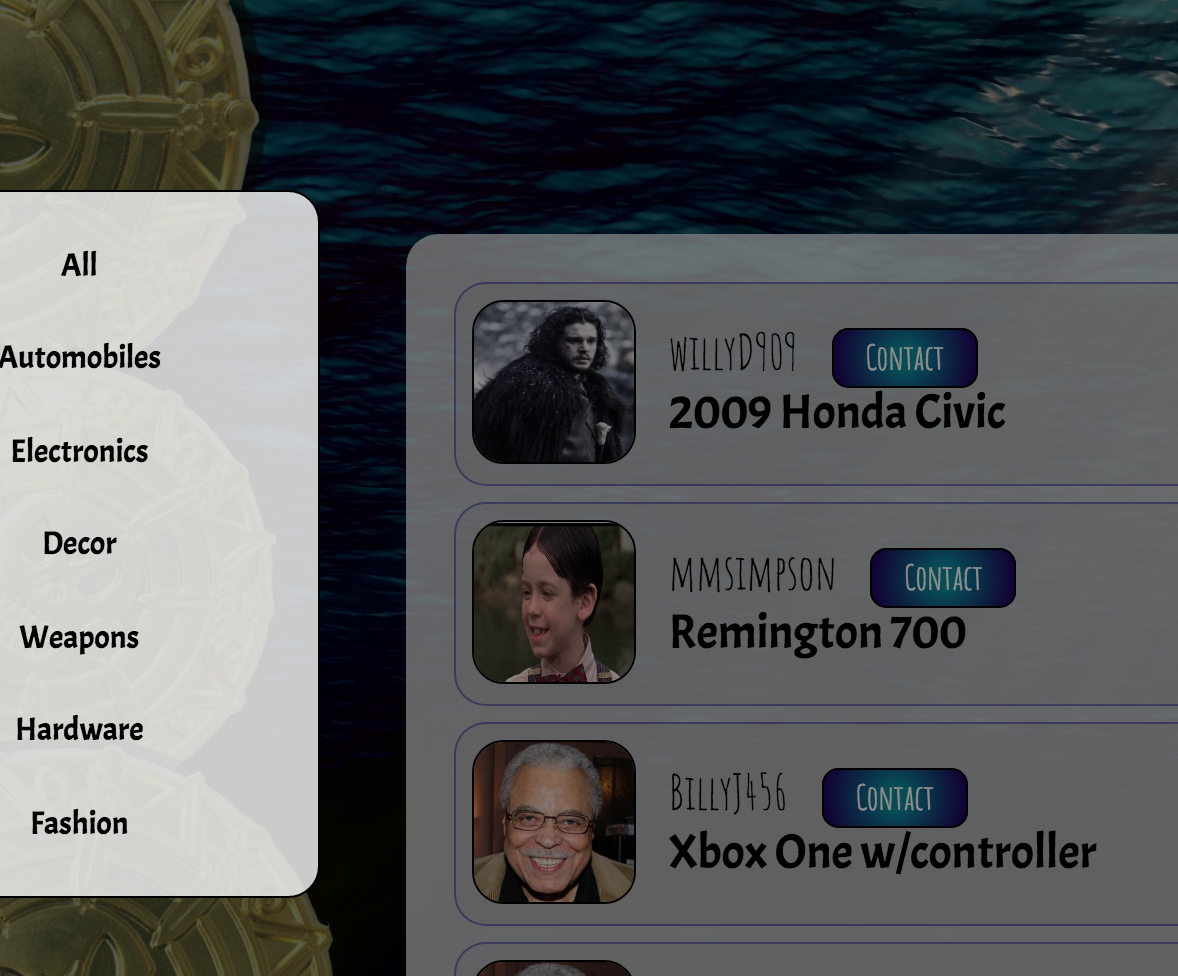 All
Automobiles
Electronics
Decor
Weapons
Hardware
Fashion
WillyD909
Contact
2009 Honda Civic
mmsimpson
Contact
Remington 700
BillyJ456
Contact
Xbox One w/controller